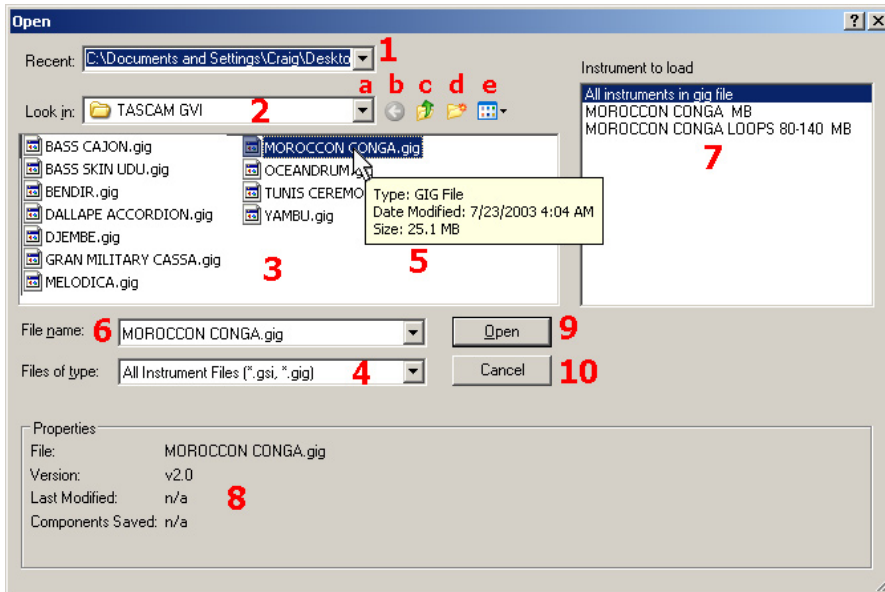 Open
Recent: C:\Documents and Settings\Craig\Deskto 1
a b c d e
Look in: TASCAM GVI 2
BASS CAJON.gig
BASS SKIN UDU.gig
BENDIR.gig
DALLAPE ACCORDION.gig
DJEMBE.gig
GRAN MILITARY CASSA.gig
MELODICA.gig
MOROCCON CONGA.gig
OCEANDRUM.gig
TUNIS CEREMO
YAMBU.gig
3
Type: GIG File
Date Modified: 7/23/2003 4:04 AM
Size: 25.1 MB
5
Instrument to load
All instruments in gig file
MOROCCON CONGA MB
MOROCCON CONGA LOOPS 80-140 MB
7
File name: 6 MOROCCON CONGA.gig
Open 9
Files of type: All Instrument Files (*.gsi, *.gig) 4
Cancel 10
Properties
File: MOROCCON CONGA.gig
Version: v2.0
Last Modified: n/a
Components Saved: n/a
8